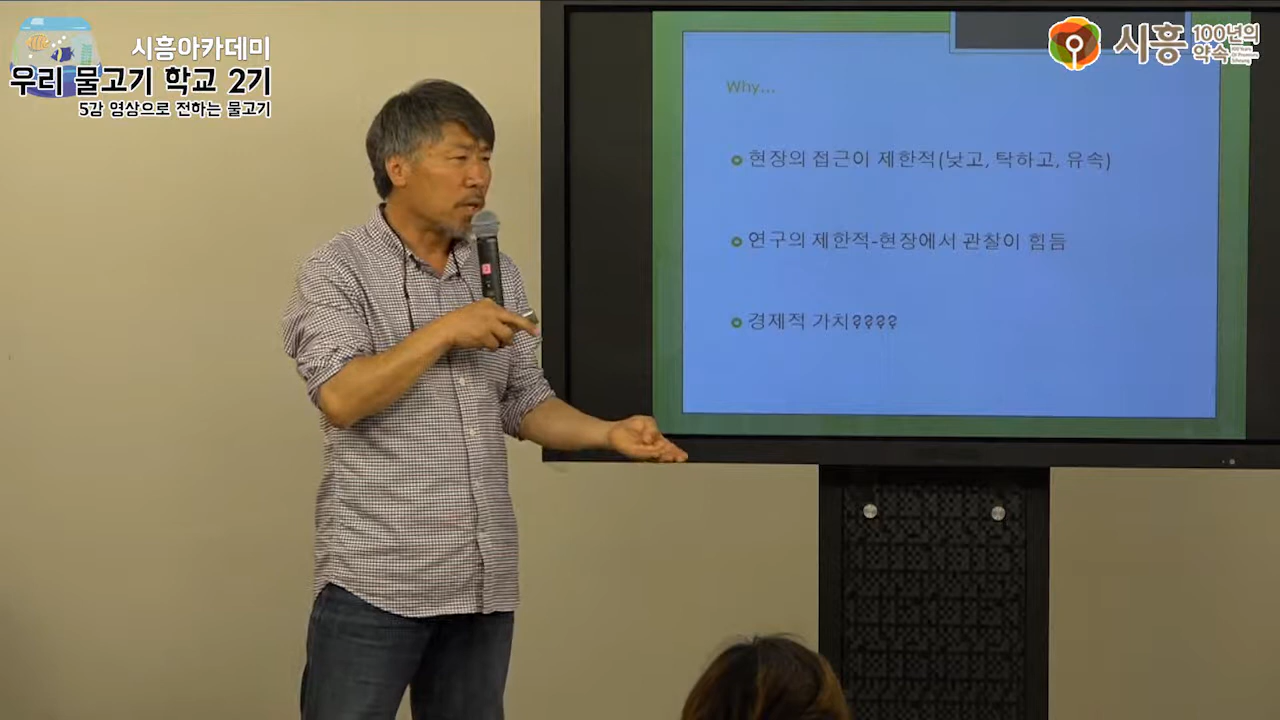 시흥아카데미
우리 물고기 학교 2기
5강 영상으로 전하는 물고기
시흥 100년의
약속
Why...
현장의 접근이 제한적(낮고, 탁하고, 유속)
연구의 제한적-현장에서 관찰이 힘듬
경제적 가치????